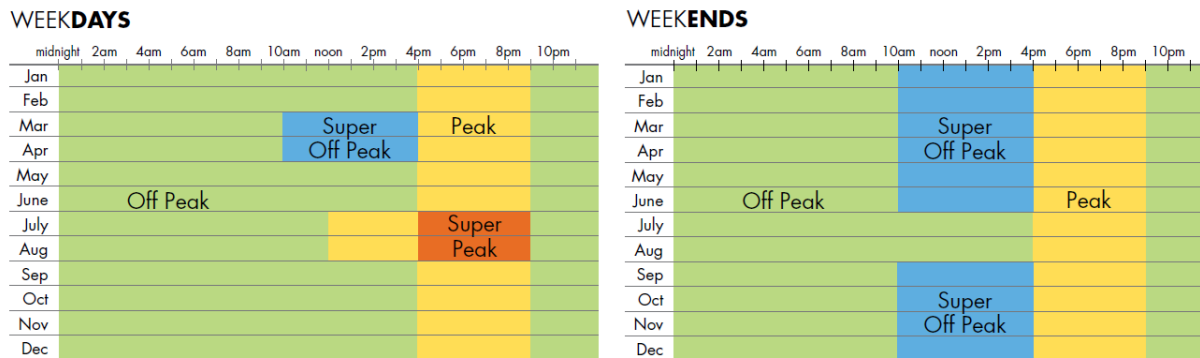 WEEKDAYS
midnight 2am 4am 6am 8am 10am noon 2pm 4pm 6pm 8pm 10pm
Jan
Feb
Mar Super Peak
Apr Off Peak
May
June Off Peak
July Super
Aug Peak
Sep
Oct
Nov
Dec
WEEKENDS
midnight 2am 4am 6am 8am 10am noon 2pm 4pm 6pm 8pm 10pm
Jan
Feb
Mar Super
Apr Off Peak
May
June Off Peak Peak
July
Aug
Sep
Oct Super
Nov Off Peak
Dec